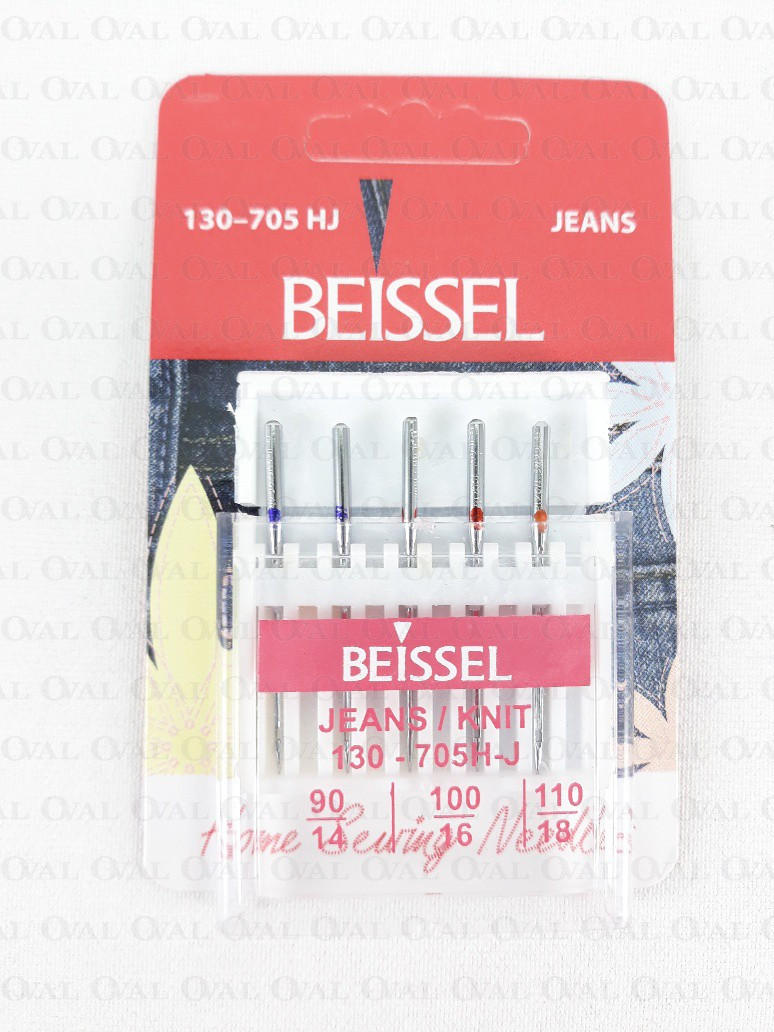 130–705 HJ
JEANS
BEISSEL
BEISSEL
JEANS / KNIT
130 - 705H-J
90
14
100
16
110
18
Home Sewing Needles
OVAL